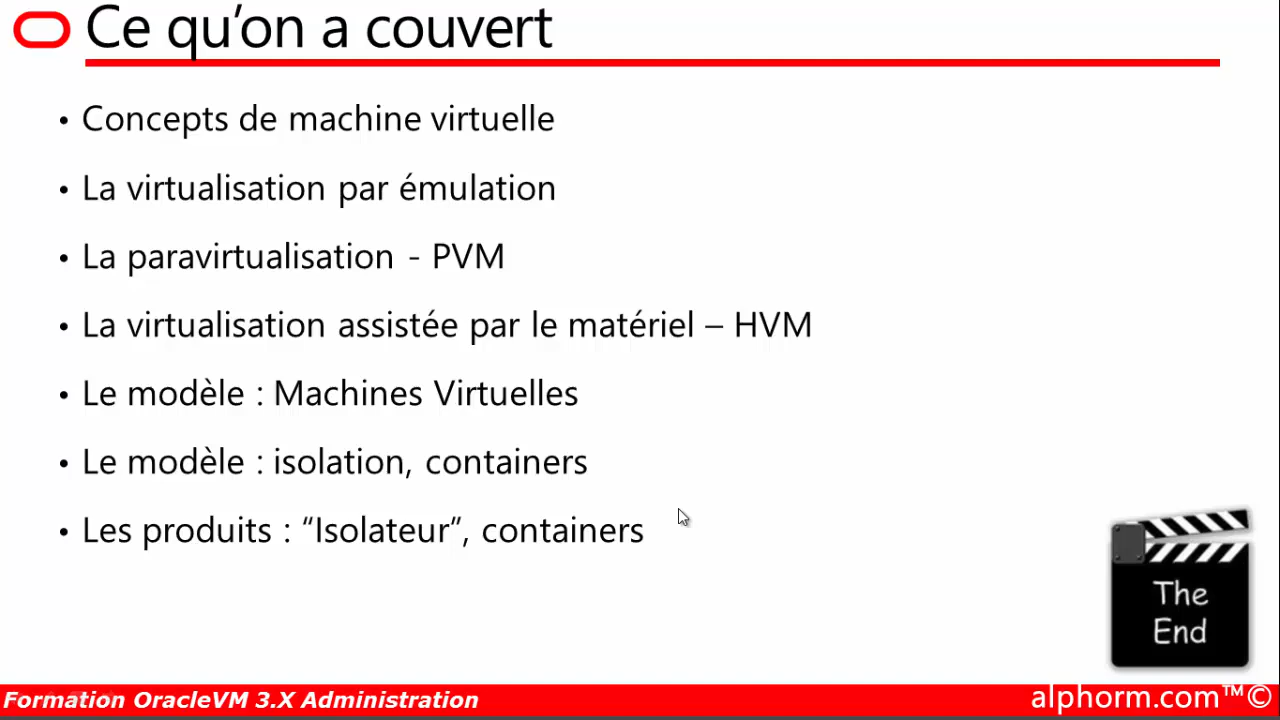 Ce qu’on a couvert
• Concepts de machine virtuelle
• La virtualisation par émulation
• La paravirtualisation - PVM
• La virtualisation assistée par le matériel – HVM
• Le modèle : Machines Virtuelles
• Le modèle : isolation, containers
• Les produits : “Isolateur”, containers
The
End
Formation OracleVM 3.X Administration
alphorm.com™©